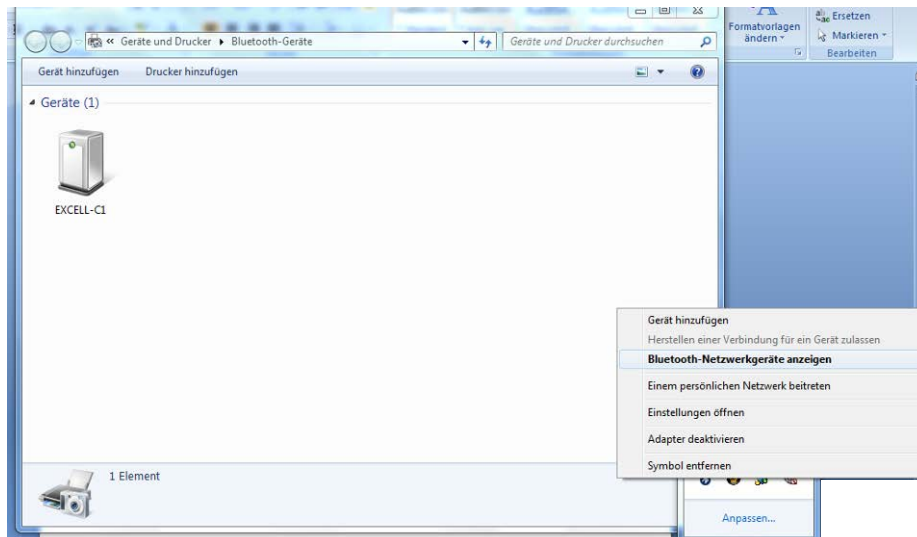 Ersetzen
Formatvorlagen
ändern
Markieren
Bearbeiten
« Geräte und Drucker ▸ Bluetooth-Geräte
Geräte und Drucker durchsuchen
Gerät hinzufügen
Drucker hinzufügen
Geräte (1)
EXCELL-C1
Gerät hinzufügen
Herstellen einer Verbindung für ein Gerät zulassen
Bluetooth-Netzwerkgeräte anzeigen
Einem persönlichen Netzwerk beitreten
Einstellungen öffnen
Adapter deaktivieren
Symbol entfernen
1 Element
Anpassen...